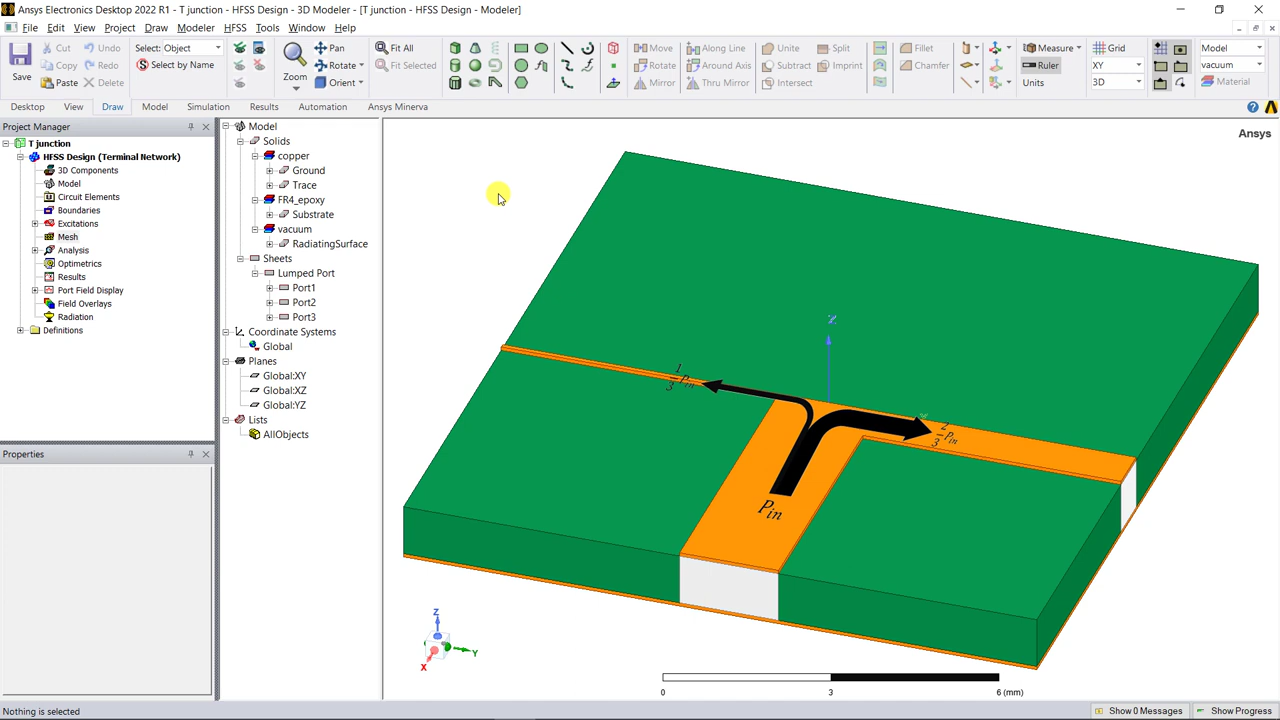 Ansys Electronics Desktop 2022 R1 - T junction - HFSS Design - 3D Modeler - [T junction - HFSS Design - Modeler]
File Edit View Project Draw Modeler HFSS Tools Window Help
Save
Cut
Copy
Paste
Undo
Redo
Delete
Select: Object
Select by Name
Zoom
Pan
Rotate
Orient
Fit All
Fit Selected
Move
Rotate
Mirror
Along Line
Around Axis
Thru Mirror
Unite
Subtract
Intersect
Split
Imprint
Fillet
Chamfer
Measure
Ruler
Units
Grid
XY
3D
Model
vacuum
Material
Desktop View Draw Model Simulation Results Automation Ansys Minerva
Project Manager
T junction
HFSS Design (Terminal Network)
3D Components
Model
Circuit Elements
Boundaries
Excitations
Mesh
Analysis
Optimetrics
Results
Port Field Display
Field Overlays
Radiation
Definitions
Properties
Model
Solids
copper
Ground
Trace
FR4_epoxy
Substrate
vacuum
RadiatingSurface
Sheets
Lumped Port
Port1
Port2
Port3
Coordinate Systems
Global
Planes
Global:XY
Global:XZ
Global:YZ
Lists
AllObjects
Ansys
Z
1/3 Pin
2/3 Pin
Pin
Z
Y
X
0 3 6 (mm)
Nothing is selected
Show 0 Messages
Show Progress